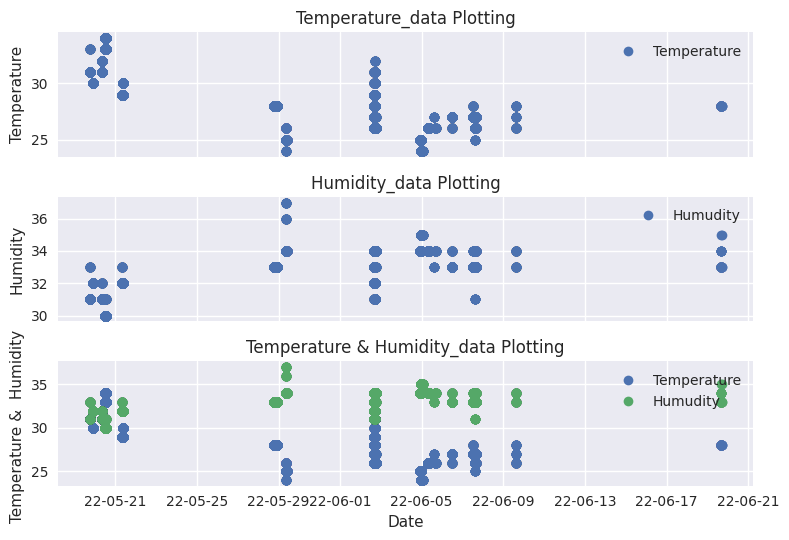 Temperature_data Plotting
Temperature
Temperature
30
25
Humidity_data Plotting
Humudity
Humidity
36
34
32
30
Temperature & Humidity_data Plotting
Temperature
Humudity
Temperature &  Humidity
35
30
25
22-05-21 22-05-25 22-05-29 22-06-01 22-06-05 22-06-09 22-06-13 22-06-17 22-06-21
Date